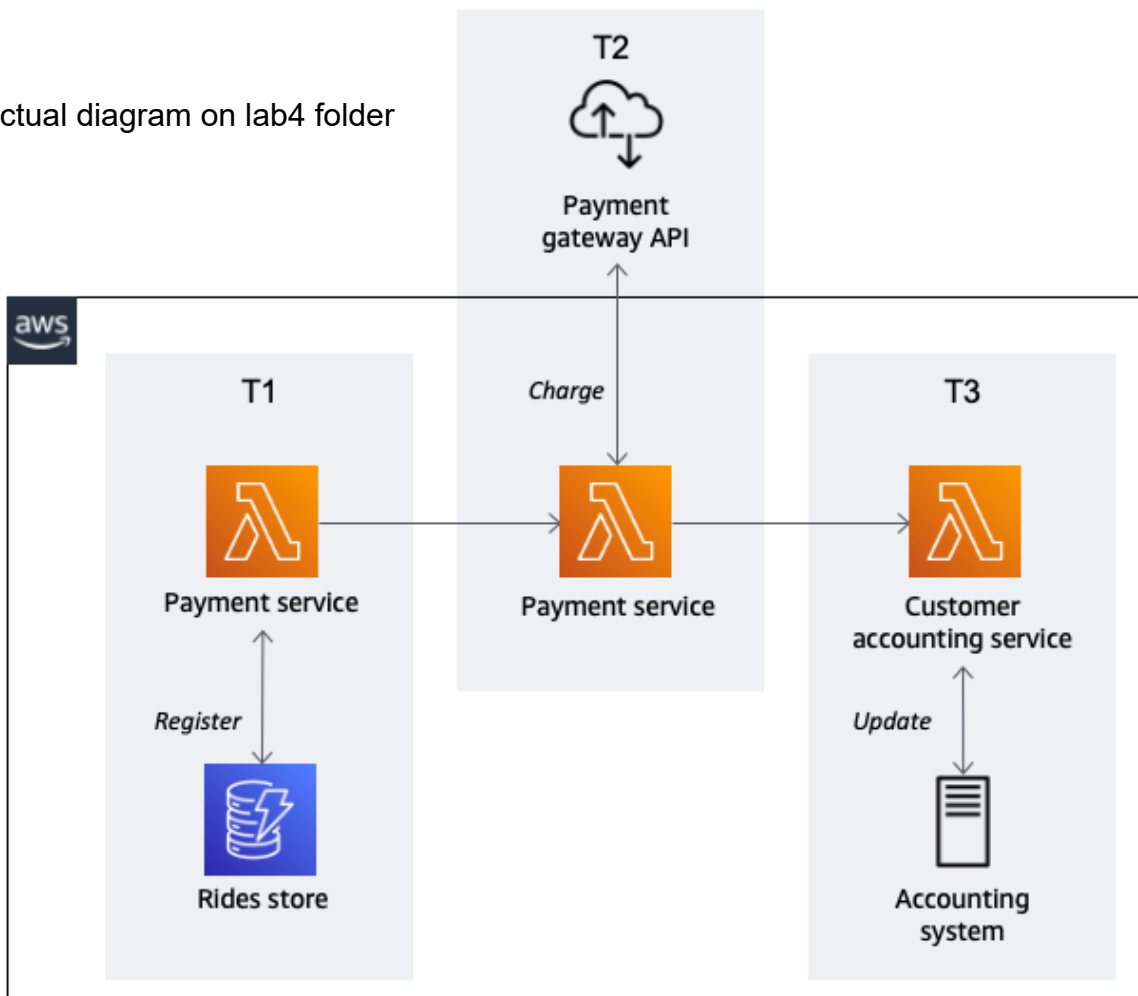 T2
ctual diagram on lab4 folder
Payment
gateway API
aws
T1
Charge
T3
Payment service
Payment service
Customer
accounting service
Register
Update
Rides store
Accounting
system